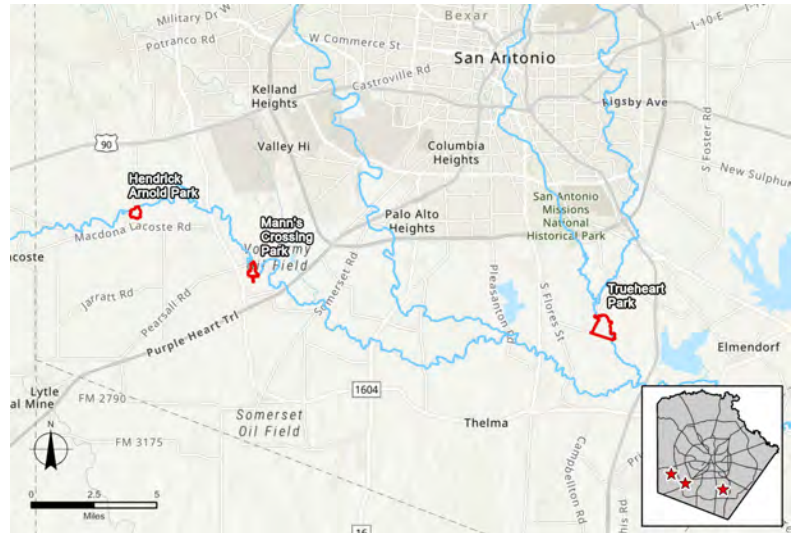 Military Dr W
Bexar
I-10-E
Potranco Rd
W Commerce St
San Antonio
Castroville Rd
Kelland
Heights
Rigsby Ave
S Foster Rd
90
Valley Hi
Columbia
Heights
New Sulphur
Hendrick
Arnold Park
San Antonio
Missions
National
Historical Park
Mann's
Crossing
Park
Palo Alto
Heights
Macdona Lacoste Rd
acoste
Oil Field
Somerset Rd
Pleasanton Rd
S Flores St
Trueheart
Park
Jarratt Rd
Pearsall Rd
Purple Heart Trl
Elmendorf
Lytle
al Mine
FM 2790
1604
Somerset
Oil Field
Thelma
N
FM 3175
Campbellton Rd
0 2.5 5
Miles
16
his Rd